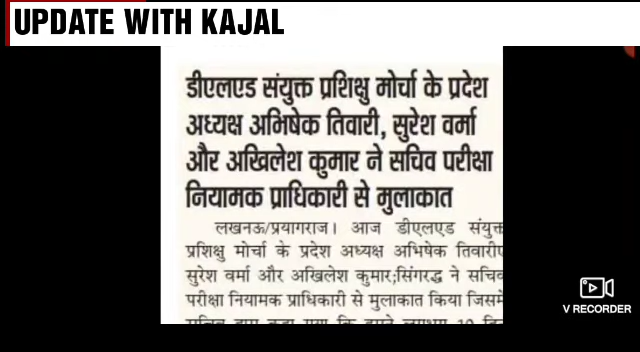 UPDATE WITH KAJAL
डीएलएड संयुक्त प्रशिक्षु मोर्चा के प्रदेश
अध्यक्ष अभिषेक तिवारी, सुरेश वर्मा
और अखिलेश कुमार ने सचिव परीक्षा
नियामक प्राधिकारी से मुलाकात
लखनऊ/प्रयागराज। आज डीएलएड संयुक्त
प्रशिक्षु मोर्चा के प्रदेश अध्यक्ष अभिषेक तिवारी
सुरेश वर्मा और अखिलेश कुमार;सिंगरद्ध ने सचिव
परीक्षा नियामक प्राधिकारी से मुलाकात किया जिसमें
V RECORDER